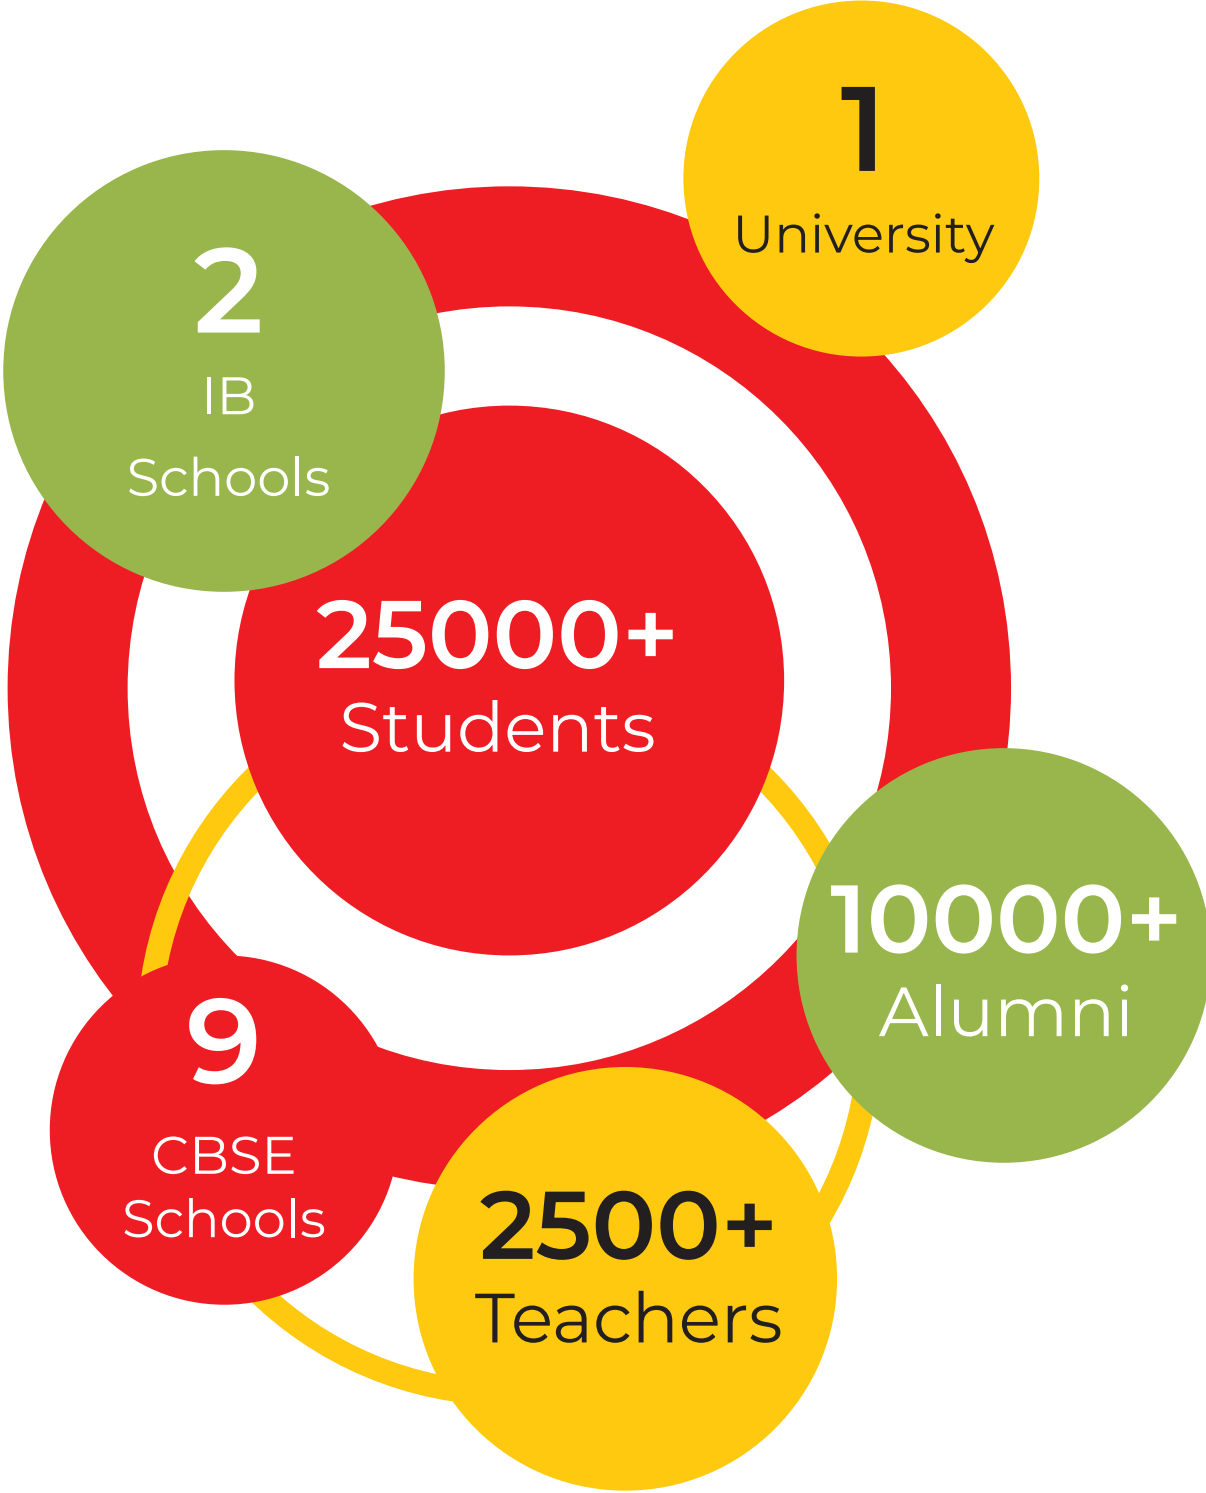 1
University
2
IB
Schools
25000+
Students
10000+
Alumni
9
CBSE
Schools
2500+
Teachers